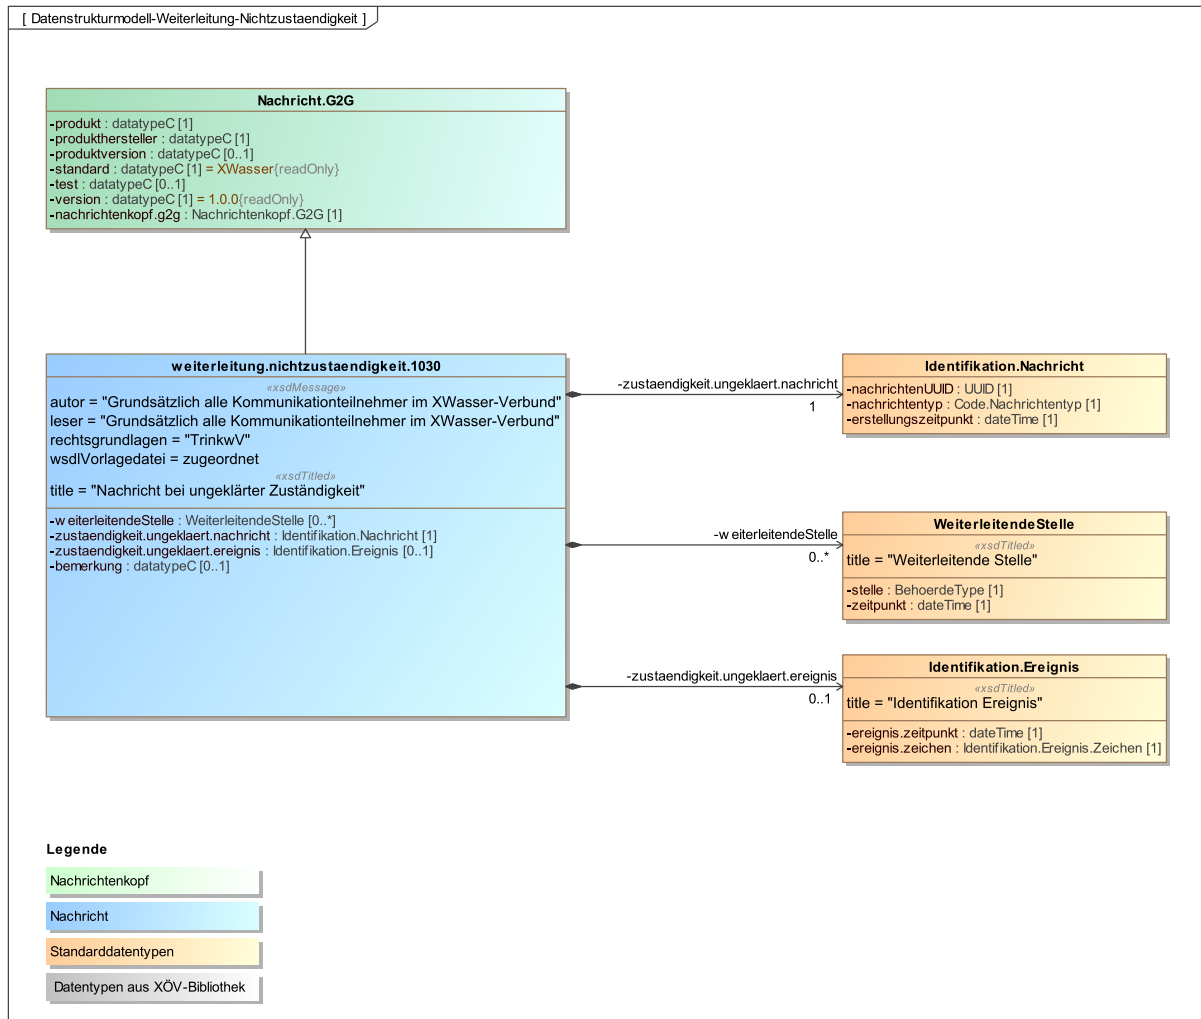 [ Datenstrukturmodell-Weiterleitung-Nichtzustaendigkeit ]
Nachricht.G2G
-produkt : datatypeC [1]
-produkthersteller : datatypeC [1]
-produktversion : datatypeC [0..1]
-standard : datatypeC [1] = XWasser{readOnly}
-test : datatypeC [0..1]
-version : datatypeC [1] = 1.0.0{readOnly}
-nachrichtenkopf.g2g : Nachrichtenkopf.G2G [1]
weiterleitung.nichtzustaendigkeit.1030
«xsdMessage»
autor = "Grundsätzlich alle Kommunikationteilnehmer im XWasser-Verbund"
leser = "Grundsätzlich alle Kommunikationteilnehmer im XWasser-Verbund"
rechtsgrundlagen = "TrinkwV"
wsdlVorlagedatei = zugeordnet
«xsdTitled»
title = "Nachricht bei ungeklärter Zuständigkeit"
-weiterleitendeStelle : WeiterleitendeStelle [0..*]
-zustaendigkeit.ungeklaert.nachricht : Identifikation.Nachricht [1]
-zustaendigkeit.ungeklaert.ereignis : Identifikation.Ereignis [0..1]
-bemerkung : datatypeC [0..1]
-zustaendigkeit.ungeklaert.nachricht
1
Identifikation.Nachricht
-nachrichtenUUID : UUID [1]
-nachrichtentyp : Code.Nachrichtentyp [1]
-erstellungszeitpunkt : dateTime [1]
-weiterleitendeStelle
0..*
WeiterleitendeStelle
«xsdTitled»
title = "Weiterleitende Stelle"
-stelle : BehoerdeType [1]
-zeitpunkt : dateTime [1]
-zustaendigkeit.ungeklaert.ereignis
0..1
Identifikation.Ereignis
«xsdTitled»
title = "Identifikation Ereignis"
-ereignis.zeitpunkt : dateTime [1]
-ereignis.zeichen : Identifikation.Ereignis.Zeichen [1]
Legende
Nachrichtenkopf
Nachricht
Standarddatentypen
Datentypen aus XÖV-Bibliothek